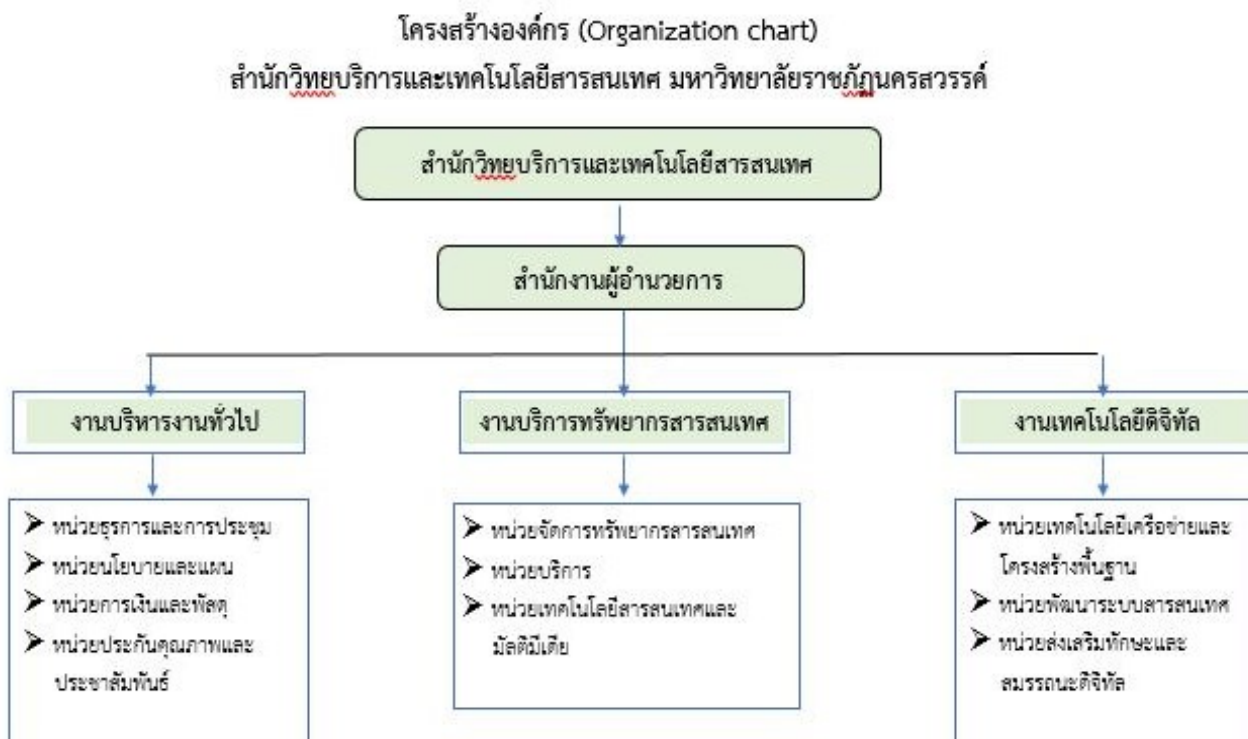 โครงสร้างองค์กร (Organization chart)
สำนักวิทยบริการและเทคโนโลยีสารสนเทศ มหาวิทยาลัยราชภัฏนครสวรรค์
สำนักวิทยบริการและเทคโนโลยีสารสนเทศ
สำนักงานผู้อำนวยการ
งานบริหารงานทั่วไป
หน่วยธุรการและการประชุม
หน่วยนโยบายและแผน
หน่วยการเงินและพัสดุ
หน่วยประกันคุณภาพและ
ประชาสัมพันธ์
งานบริการทรัพยากรสารสนเทศ
หน่วยจัดการทรัพยากรสารสนเทศ
หน่วยบริการ
หน่วยเทคโนโลยีสารสนเทศและ
มัลติมีเดีย
งานเทคโนโลยีดิจิทัล
หน่วยเทคโนโลยีเครือข่ายและ
โครงสร้างพื้นฐาน
หน่วยพัฒนาระบบสารสนเทศ
หน่วยส่งเสริมทักษะและ
สมรรถนะดิจิทัล